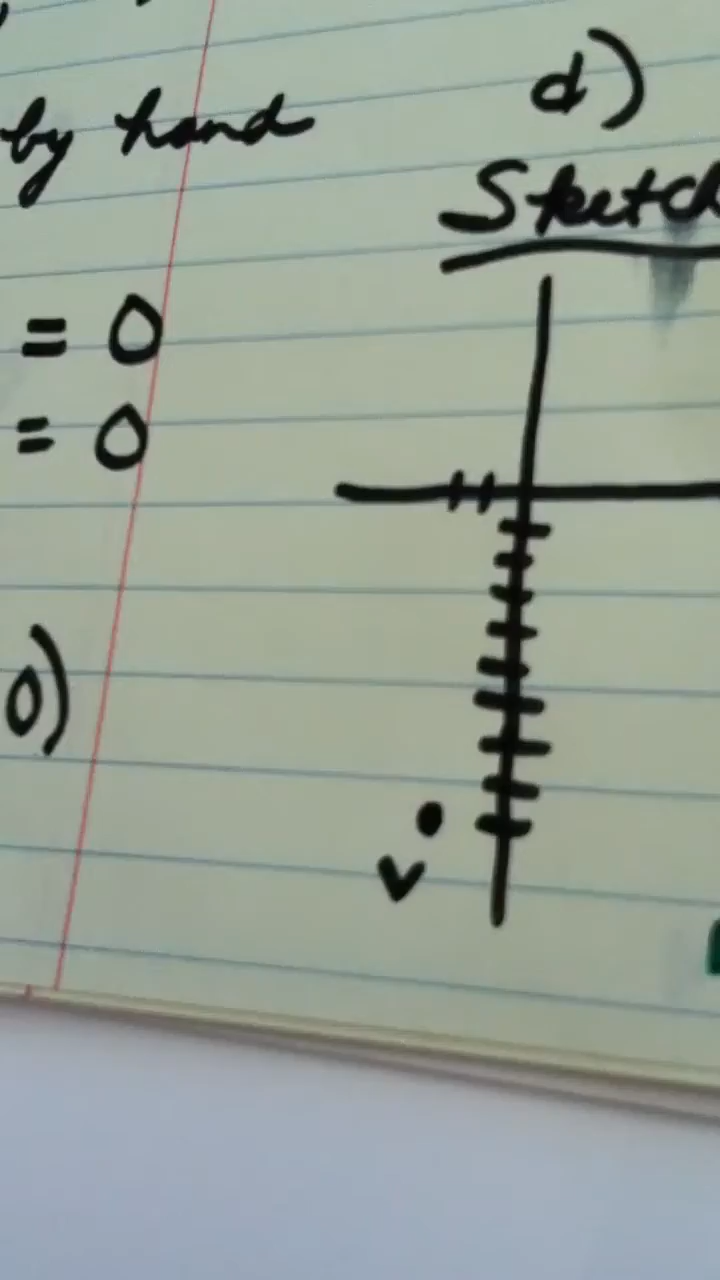 by hand
= 0
= 0
0)
d)
Sketch
V